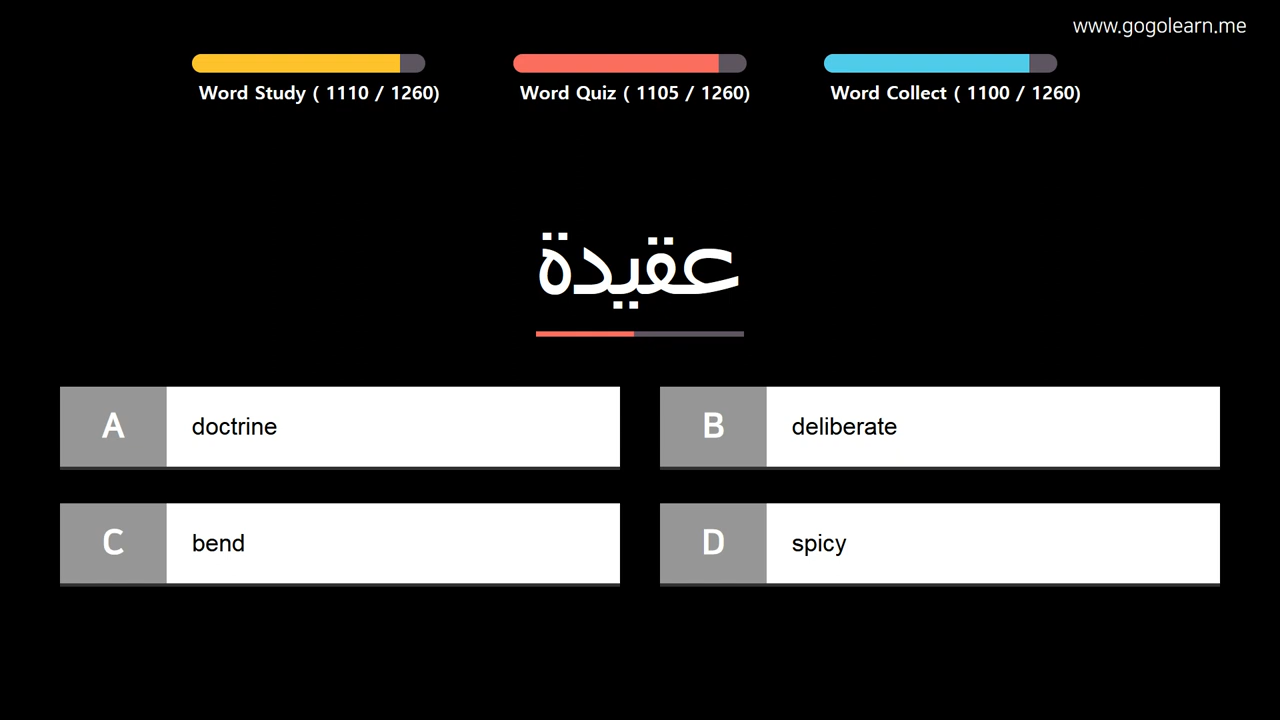 www.gogolearn.me
Word Study ( 1110 / 1260)
Word Quiz ( 1105 / 1260)
Word Collect ( 1100 / 1260)
عقيدة
A
doctrine
B
deliberate
C
bend
D
spicy